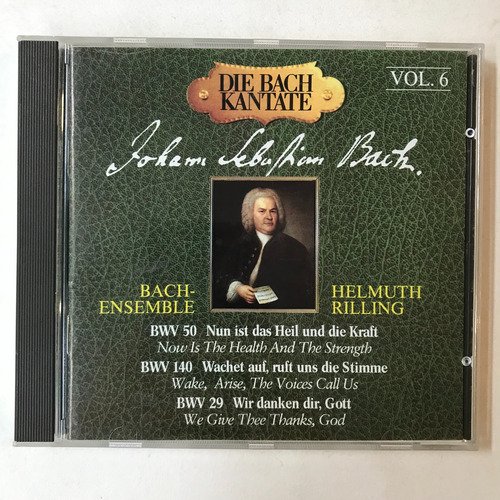 DIE BACH
KANTATE
VOL. 6
Johann Sebastian Bach.
BACH-
ENSEMBLE
HELMUTH
RILLING
BWV 50 Nun ist das Heil und die Kraft
Now Is The Health And The Strength
BWV 140 Wachet auf, ruft uns die Stimme
Wake, Arise, The Voices Call Us
BWV 29 Wir danken dir, Gott
We Give Thee Thanks, God